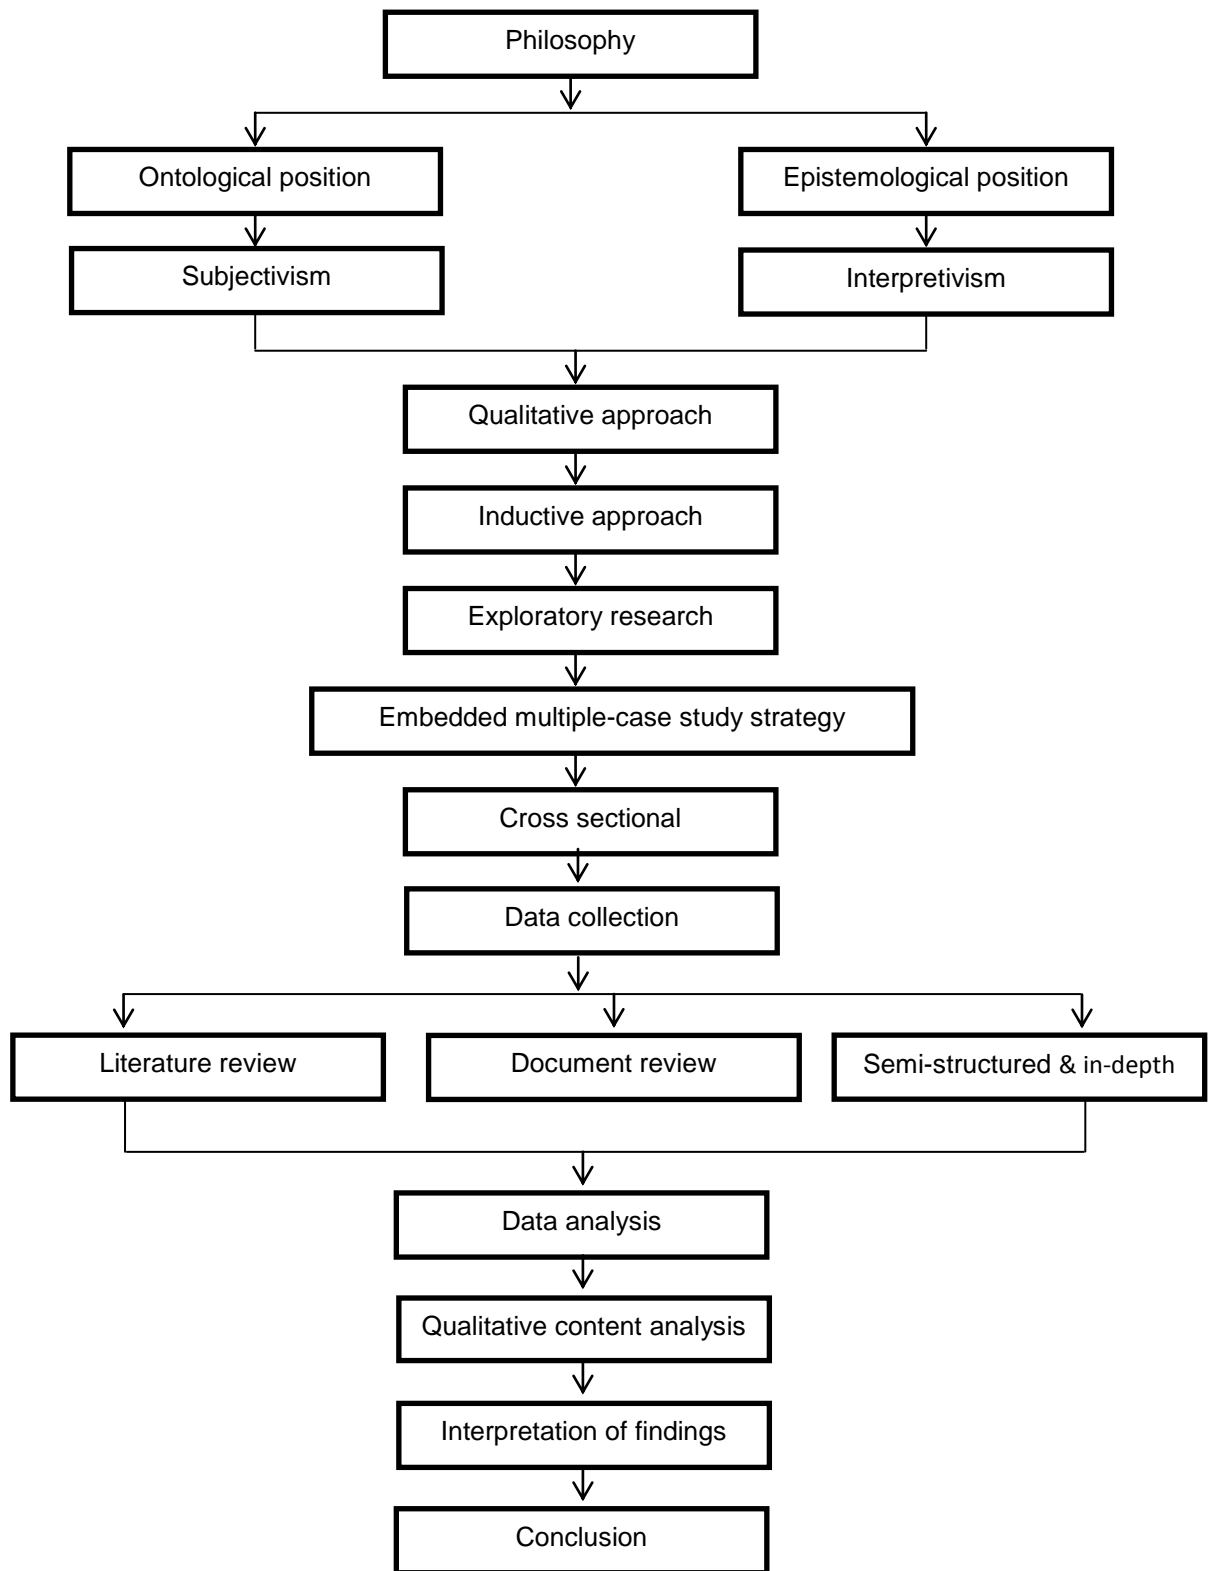 Philosophy
Ontological position
Epistemological position
Subjectivism
Interpretivism
Qualitative approach
Inductive approach
Exploratory research
Embedded multiple-case study strategy
Cross sectional
Data collection
Literature review
Document review
Semi-structured & in-depth
Data analysis
Qualitative content analysis
Interpretation of findings
Conclusion